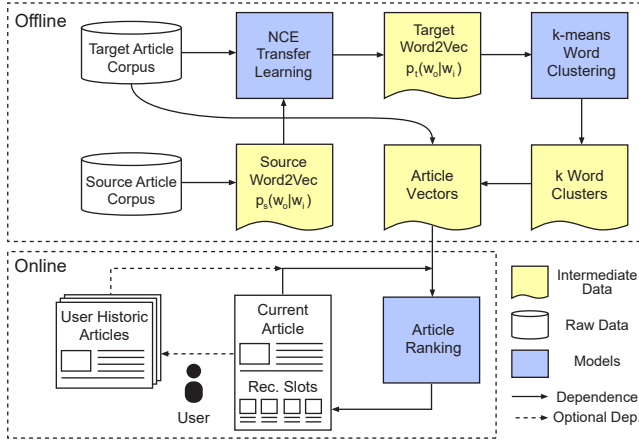 Offline
Target Article
Corpus
NCE
Transfer
Learning
Target
Word2Vec
pₜ(wₒ|wᵢ)
k-means
Word
Clustering
Source Article
Corpus
Source
Word2Vec
pₛ(wₒ|wᵢ)
Article
Vectors
k Word
Clusters
Online
User Historic
Articles
Current
Article
Rec. Slots
User
Article
Ranking
Intermediate
Data
Raw Data
Models
Dependence
Optional Dep.